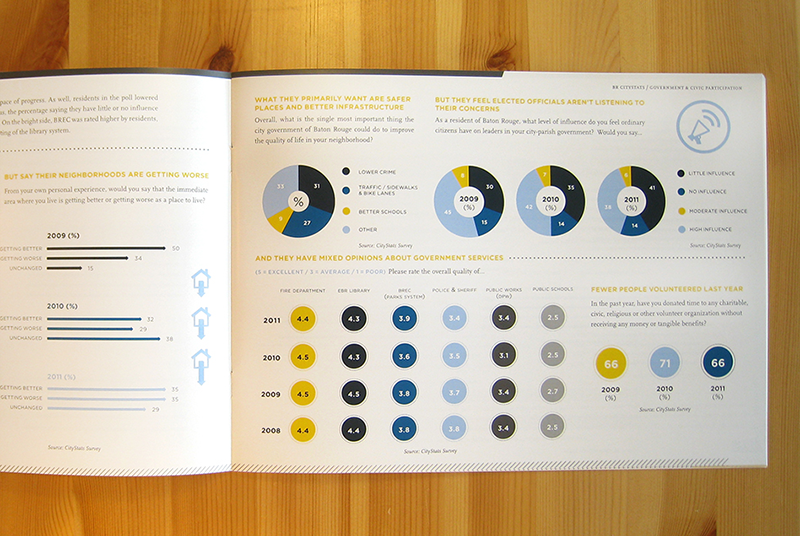 pace of progress. As well, residents in the poll lowered
the percentage saying they have little or no influence
On the bright side, BREC was rated higher by residents,
ting of the library system.
BUT SAY THEIR NEIGHBORHOODS ARE GETTING WORSE
From your own personal experience, would you say that the immediate
area where you live is getting better or getting worse as a place to live?
2009 (%)
GETTING BETTER 50
GETTING WORSE 34
UNCHANGED 15
2010 (%)
GETTING BETTER 32
GETTING WORSE 29
UNCHANGED 38
2011 (%)
GETTING BETTER 35
GETTING WORSE 35
UNCHANGED 29
Source: CityStats Survey
BR CITYSTATS / GOVERNMENT & CIVIC PARTICIPATION
WHAT THEY PRIMARILY WANT ARE SAFER
PLACES AND BETTER INFRASTRUCTURE
Overall, what is the single most important thing the
city government of Baton Rouge could do to improve
the quality of life in your neighborhood?
33 31
%
9 27
LOWER CRIME
TRAFFIC / SIDEWALKS
& BIKE LANES
BETTER SCHOOLS
OTHER
Source: CityStats Survey
BUT THEY FEEL ELECTED OFFICIALS AREN'T LISTENING TO
THEIR CONCERNS
As a resident of Baton Rouge, what level of influence do you feel ordinary
citizens have on leaders in your city-parish government? Would you say...
8 30
2009
(%)
45 15
7 35
2010
(%)
42 14
6 41
2011
(%)
38 14
LITTLE INFLUENCE
NO INFLUENCE
MODERATE INFLUENCE
HIGH INFLUENCE
Source: CityStats Survey
AND THEY HAVE MIXED OPINIONS ABOUT GOVERNMENT SERVICES
(5 = EXCELLENT / 3 = AVERAGE / 1 = POOR) Please rate the overall quality of...
FIRE DEPARTMENT EBR LIBRARY BREC POLICE & SHERIFF PUBLIC WORKS PUBLIC SCHOOLS
(PARKS SYSTEM) (DPW)
2011 4.4 4.3 3.9 3.4 3.4 2.5
2010 4.5 4.3 3.6 3.5 3.1 2.5
2009 4.5 4.5 3.8 3.7 3.4 2.7
2008 4.4 4.4 3.8 3.8 3.4 2.5
Source: CityStats Survey
FEWER PEOPLE VOLUNTEERED LAST YEAR
In the past year, have you donated time to any charitable,
civic, religious or other volunteer organization without
receiving any money or tangible benefits?
66 71 66
2009 2010 2011
(%) (%) (%)
Source: CityStats Survey